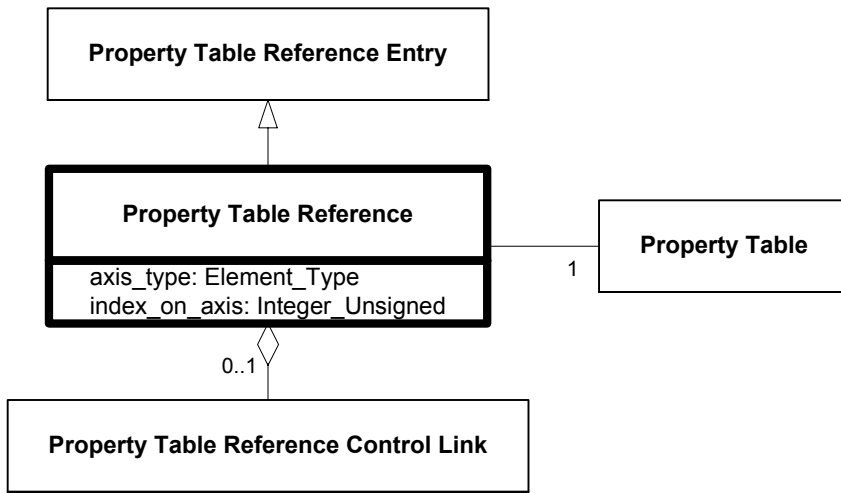 Property Table Reference Entry
Property Table Reference
axis_type: Element_Type
index_on_axis: Integer_Unsigned
Property Table
1
0..1
Property Table Reference Control Link